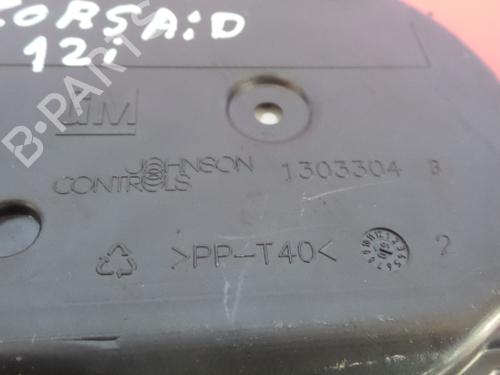 CORSA:D
12i
GM
JOHNSON
CONTROLS
1303304 B
>PP-T40<
2
B-PARTS